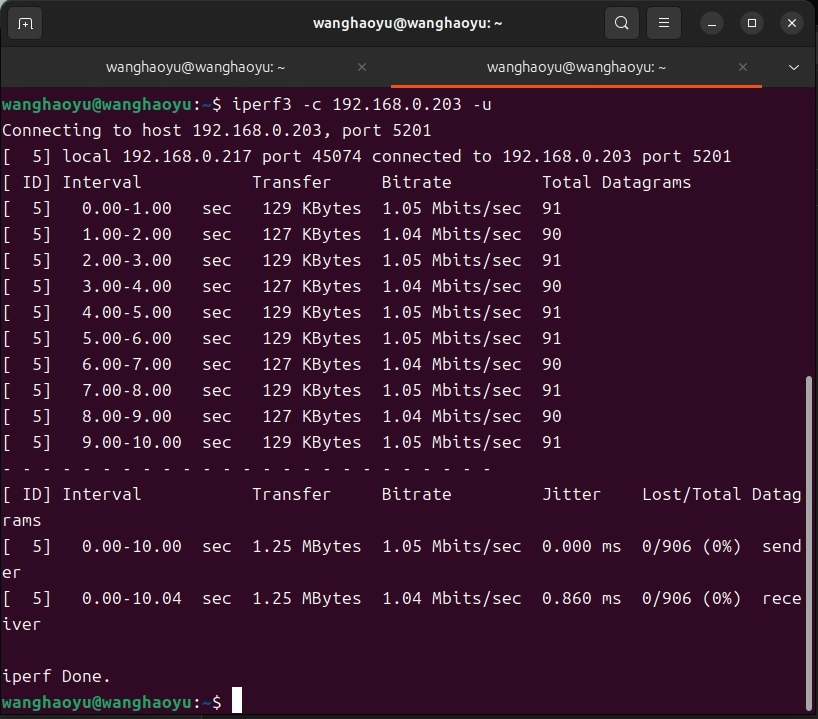 wanghaoyu@wanghaoyu: ~
wanghaoyu@wanghaoyu: ~ × wanghaoyu@wanghaoyu: ~ ×
wanghaoyu@wanghaoyu:~$ iperf3 -c 192.168.0.203 -u
Connecting to host 192.168.0.203, port 5201
[  5] local 192.168.0.217 port 45074 connected to 192.168.0.203 port 5201
[ ID] Interval           Transfer     Bitrate         Total Datagrams
[  5]   0.00-1.00   sec   129 KBytes  1.05 Mbits/sec  91
[  5]   1.00-2.00   sec   127 KBytes  1.04 Mbits/sec  90
[  5]   2.00-3.00   sec   129 KBytes  1.05 Mbits/sec  91
[  5]   3.00-4.00   sec   127 KBytes  1.04 Mbits/sec  90
[  5]   4.00-5.00   sec   129 KBytes  1.05 Mbits/sec  91
[  5]   5.00-6.00   sec   129 KBytes  1.05 Mbits/sec  91
[  5]   6.00-7.00   sec   127 KBytes  1.04 Mbits/sec  90
[  5]   7.00-8.00   sec   129 KBytes  1.05 Mbits/sec  91
[  5]   8.00-9.00   sec   127 KBytes  1.04 Mbits/sec  90
[  5]   9.00-10.00  sec   129 KBytes  1.05 Mbits/sec  91
- - - - - - - - - - - - - - - - - - - - - - - - -
[ ID] Interval           Transfer     Bitrate         Jitter    Lost/Total Datag
rams
[  5]   0.00-10.00  sec  1.25 MBytes  1.05 Mbits/sec  0.000 ms  0/906 (0%)  send
er
[  5]   0.00-10.04  sec  1.25 MBytes  1.04 Mbits/sec  0.860 ms  0/906 (0%)  rece
iver
iperf Done.
wanghaoyu@wanghaoyu:~$